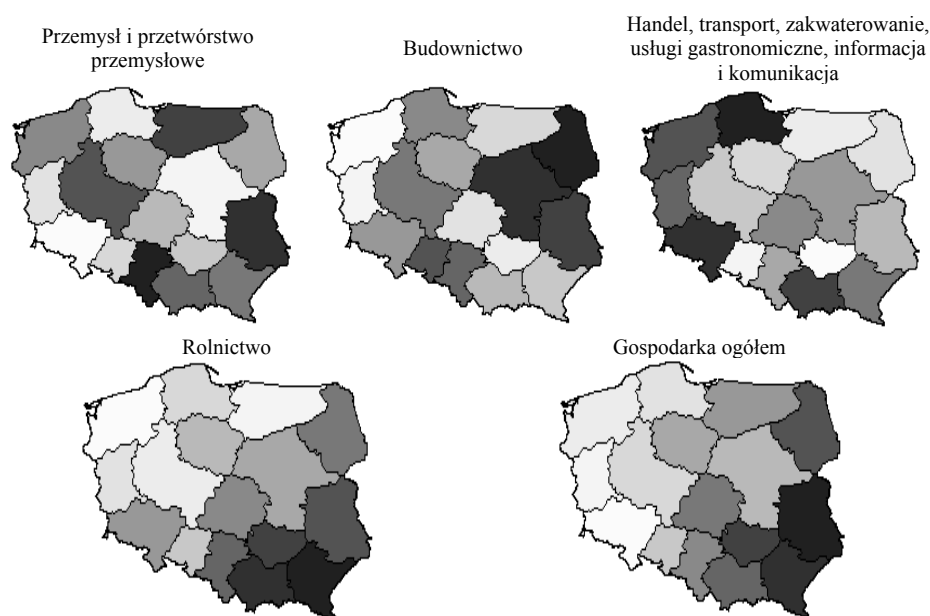 Przemysł i przetwórstwo
przemysłowe
Budownictwo
Handel, transport, zakwaterowanie,
usługi gastronomiczne, informacja
i komunikacja
Rolnictwo
Gospodarka ogółem